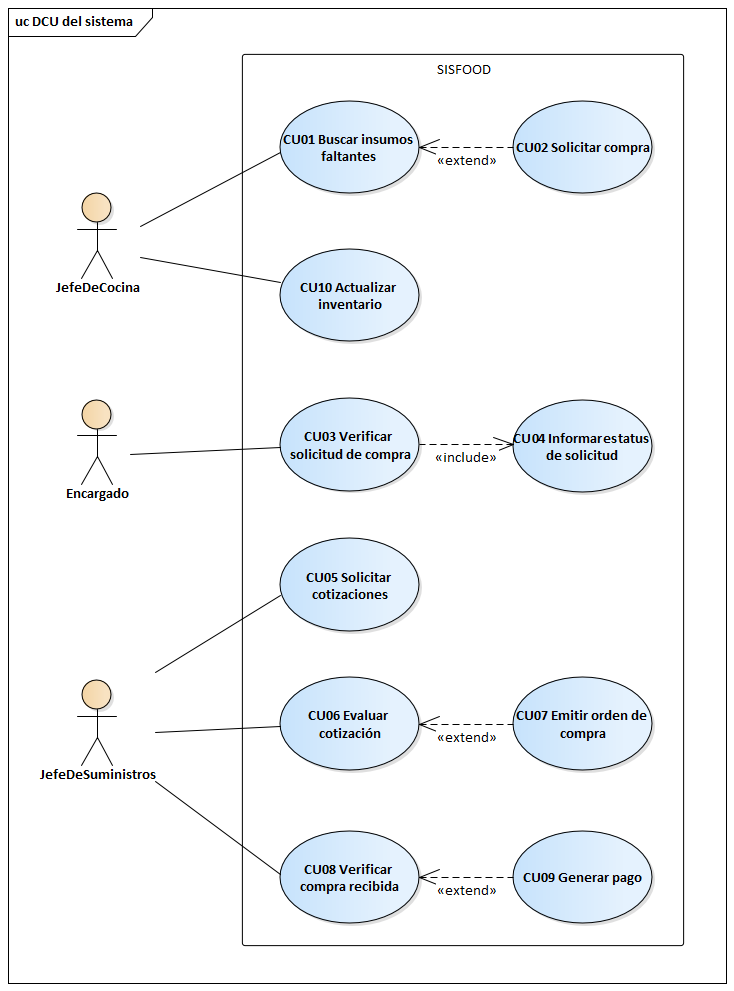 uc DCU del sistema
SISFOOD
CU01 Buscar insumos
faltantes
«extend»
CU02 Solicitar compra
JefeDeCocina
CU10 Actualizar
inventario
Encargado
CU03 Verificar
solicitud de compra
«include»
CU04 Informar estatus
de solicitud
CU05 Solicitar
cotizaciones
JefeDeSuministros
CU06 Evaluar
cotización
«extend»
CU07 Emitir orden de
compra
CU08 Verificar
compra recibida
«extend»
CU09 Generar pago